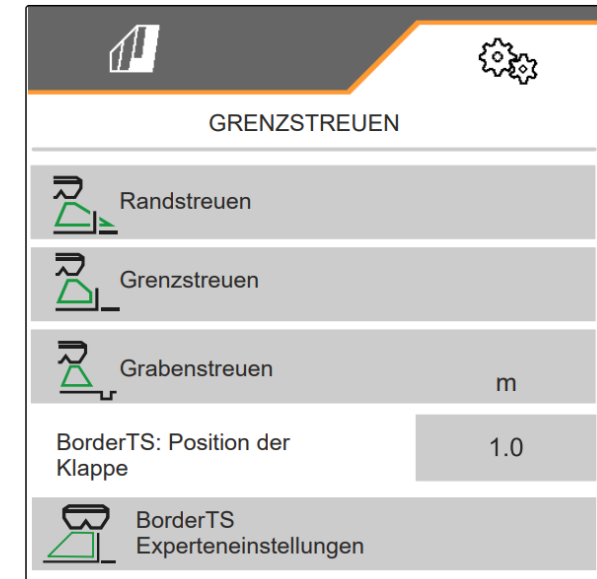 GRENZSTREUEN
Randstreuen
Grenzstreuen
Grabenstreuen
m
BorderTS: Position der
Klappe
1.0
BorderTS
Experteneinstellungen